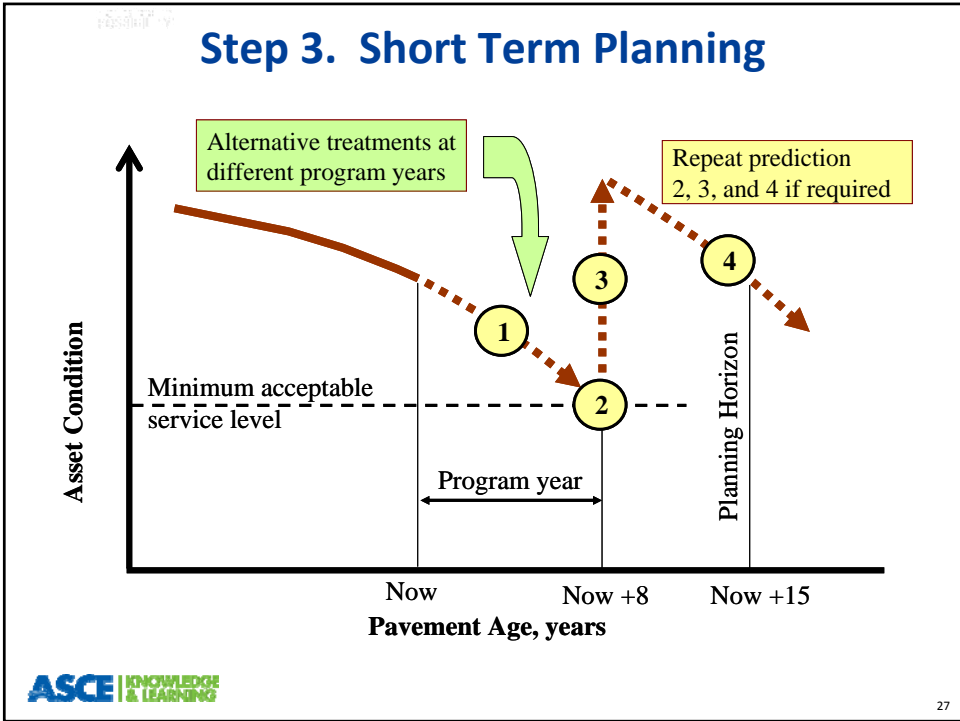 Step 3. Short Term Planning
Alternative treatments at
different program years
Repeat prediction
2, 3, and 4 if required
1
2
3
4
Asset Condition
Minimum acceptable
service level
Program year
Planning Horizon
Now
Now +8
Now +15
Pavement Age, years
ASCE KNOWLEDGE
& LEARNING
27